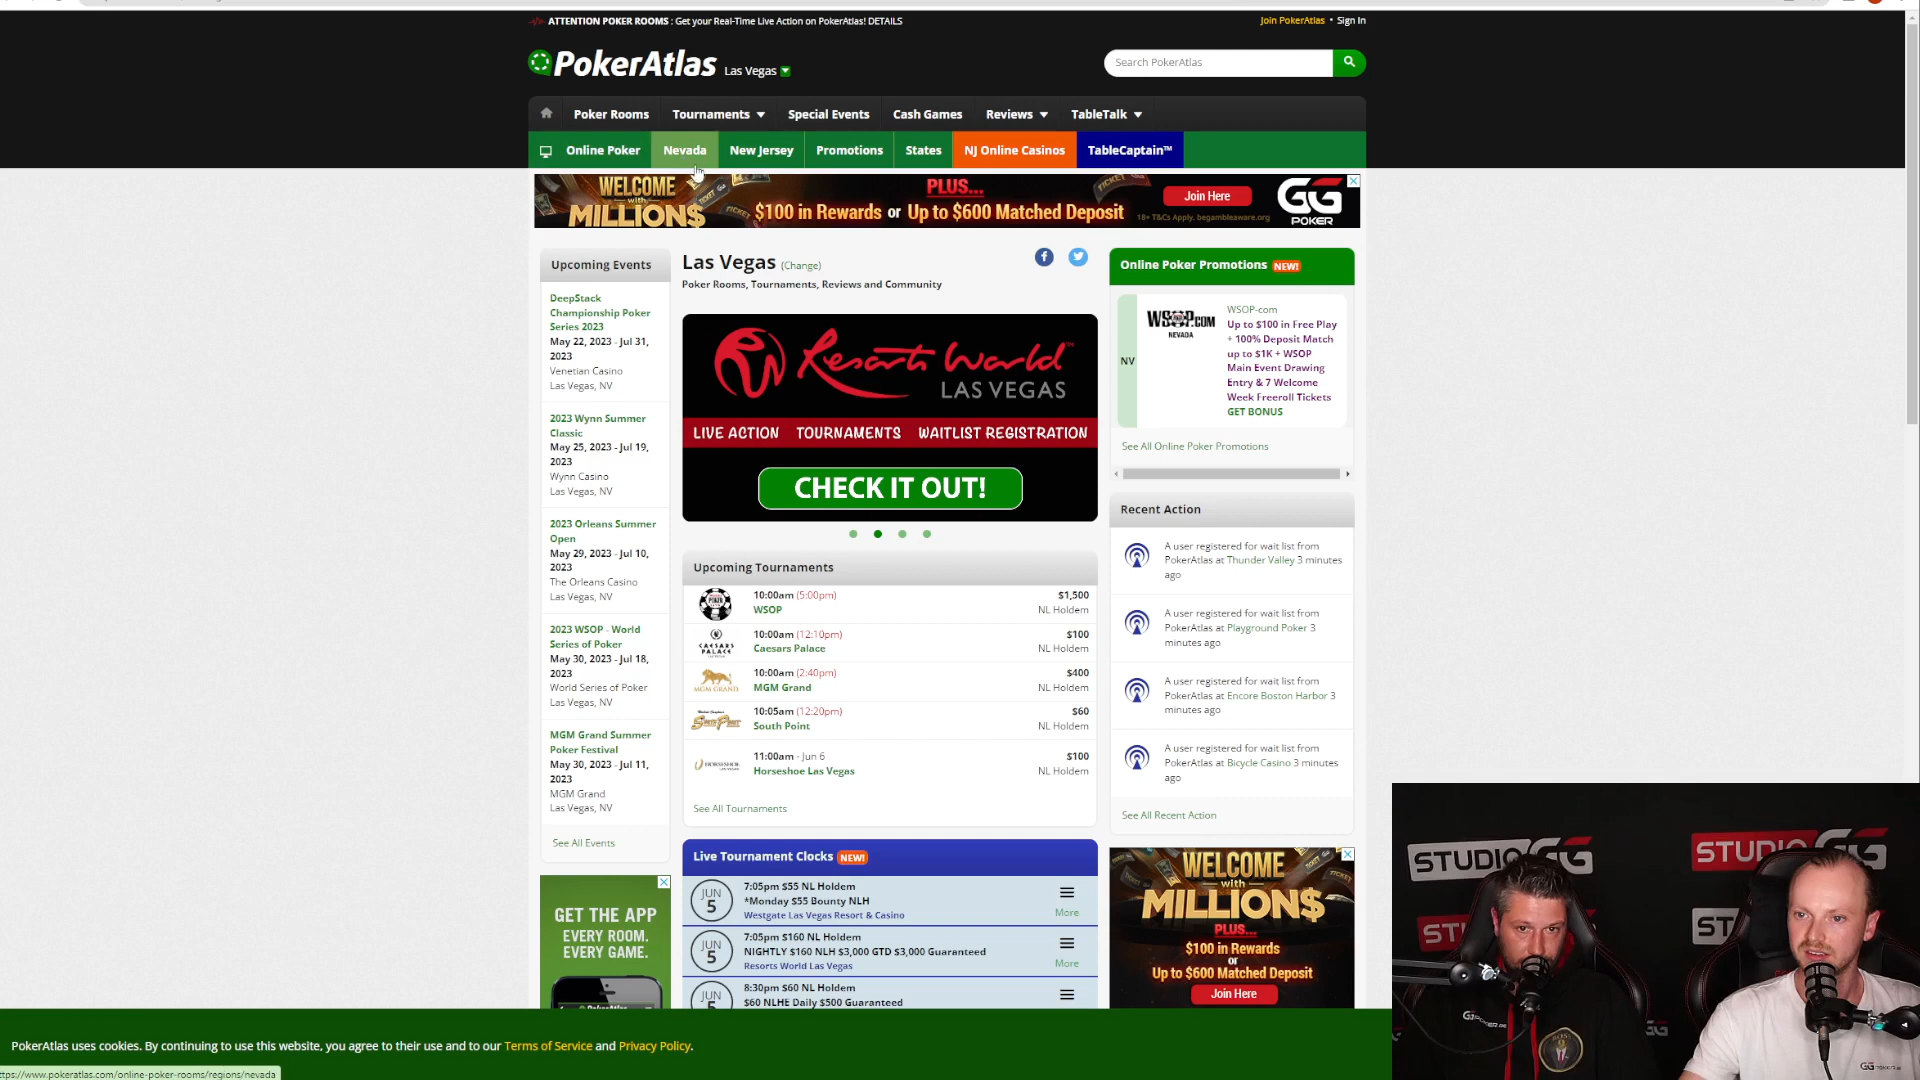 ATTENTION POKER ROOMS : Get your Real-Time Live Action on PokerAtlas! DETAILS
Join PokerAtlas • Sign In
PokerAtlas Las Vegas
Search PokerAtlas
Poker Rooms Tournaments Special Events Cash Games Reviews TableTalk
Online Poker Nevada New Jersey Promotions States NJ Online Casinos TableCaptain™
WELCOME with MILLION$
PLUS...
$100 in Rewards or Up to $600 Matched Deposit
Join Here
18+ T&Cs Apply. begambleaware.org
GG POKER
Upcoming Events
DeepStack
Championship Poker
Series 2023
May 22, 2023 - Jul 31,
2023
Venetian Casino
Las Vegas, NV
2023 Wynn Summer
Classic
May 25, 2023 - Jul 19,
2023
Wynn Casino
Las Vegas, NV
2023 Orleans Summer
Open
May 29, 2023 - Jul 10,
2023
The Orleans Casino
Las Vegas, NV
2023 WSOP - World
Series of Poker
May 30, 2023 - Jul 18,
2023
World Series of Poker
Las Vegas, NV
MGM Grand Summer
Poker Festival
May 30, 2023 - Jul 11,
2023
MGM Grand
Las Vegas, NV
See All Events
GET THE APP
EVERY ROOM.
EVERY GAME.
Las Vegas (Change)
Poker Rooms, Tournaments, Reviews and Community
Resorts World™
LAS VEGAS
LIVE ACTION TOURNAMENTS WAITLIST REGISTRATION
CHECK IT OUT!
Upcoming Tournaments
10:00am (5:00pm) $1,500
WSOP NL Holdem
CAESARS PALACE
10:00am (12:10pm) $100
Caesars Palace NL Holdem
MGM GRAND
10:00am (2:40pm) $400
MGM Grand NL Holdem
South Point
10:05am (12:20pm) $60
South Point NL Holdem
HORSESHOE
11:00am - Jun 6 $100
Horseshoe Las Vegas NL Holdem
See All Tournaments
Live Tournament Clocks NEW!
JUN 5
7:05pm $55 NL Holdem
*Monday $55 Bounty NLH
Westgate Las Vegas Resort & Casino
More
JUN 5
7:05pm $160 NL Holdem
NIGHTLY $160 NLH $3,000 GTD $3,000 Guaranteed
Resorts World Las Vegas
More
JUN 5
8:30pm $60 NL Holdem
$60 NLHE Daily $500 Guaranteed
Online Poker Promotions NEW!
NV
WSOP.COM
NEVADA
WSOP-com
Up to $100 in Free Play
+ 100% Deposit Match
up to $1K + WSOP
Main Event Drawing
Entry & 7 Welcome
Week Freeroll Tickets
GET BONUS
See All Online Poker Promotions
Recent Action
A user registered for wait list from
PokerAtlas at Thunder Valley 3 minutes
ago
A user registered for wait list from
PokerAtlas at Playground Poker 3
minutes ago
A user registered for wait list from
PokerAtlas at Encore Boston Harbor 3
minutes ago
A user registered for wait list from
PokerAtlas at Bicycle Casino 3 minutes
ago
See All Recent Action
WELCOME
with
MILLION$
PLUS...
$100 in Rewards
or
Up to $600 Matched Deposit
Join Here
STUDIO GG
STUDIO GG
PokerAtlas uses cookies. By continuing to use this website, you agree to their use and to our Terms of Service and Privacy Policy.
ttps://www.pokeratlas.com/online-poker-rooms/regions/nevada